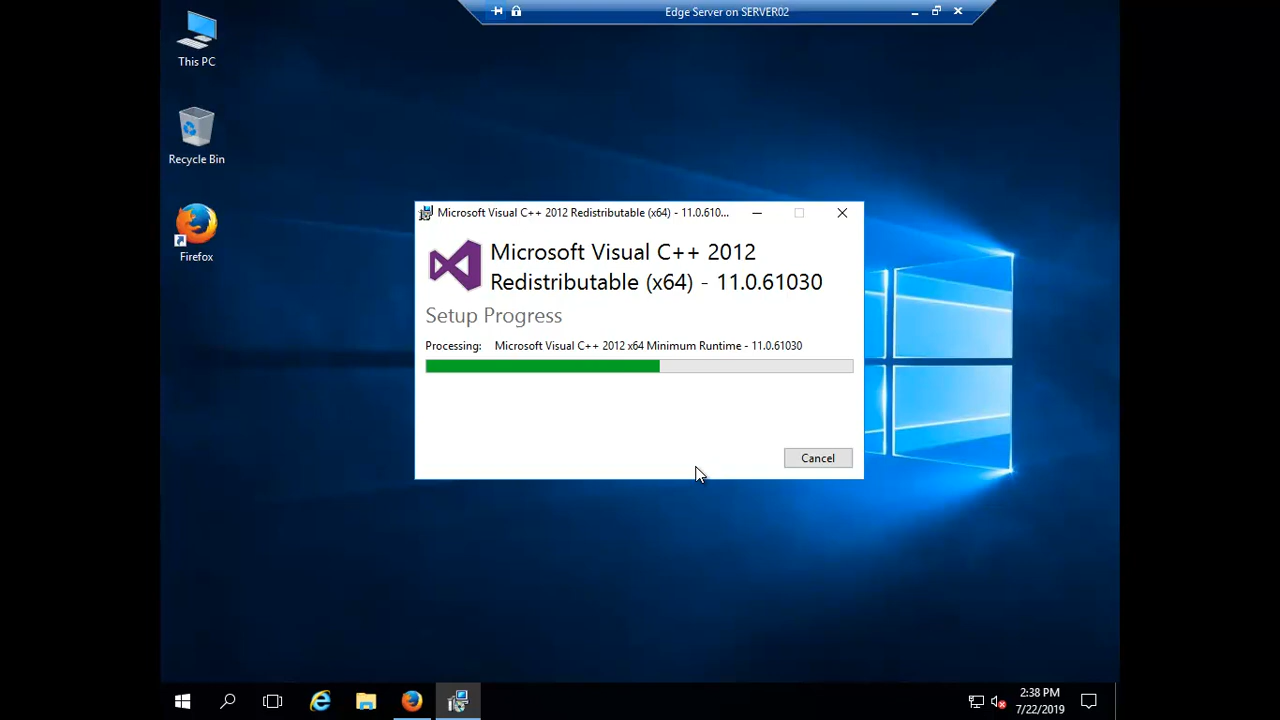 Edge Server on SERVER02
This PC
Recycle Bin
Firefox
Microsoft Visual C++ 2012 Redistributable (x64) - 11.0.610...
Microsoft Visual C++ 2012
Redistributable (x64) - 11.0.61030
Setup Progress
Processing: Microsoft Visual C++ 2012 x64 Minimum Runtime - 11.0.61030
Cancel
2:38 PM
7/22/2019